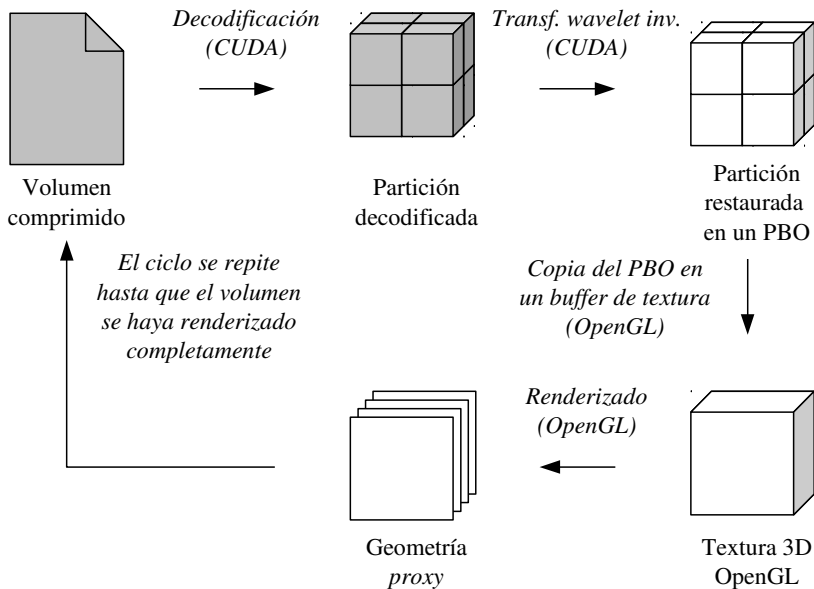 Decodificación
(CUDA)
Transf. wavelet inv.
(CUDA)
Volumen
comprimido
Partición
decodificada
Partición
restaurada
en un PBO
El ciclo se repite
hasta que el volumen
se haya renderizado
completamente
Copia del PBO en
un buffer de textura
(OpenGL)
Renderizado
(OpenGL)
Geometría
proxy
Textura 3D
OpenGL